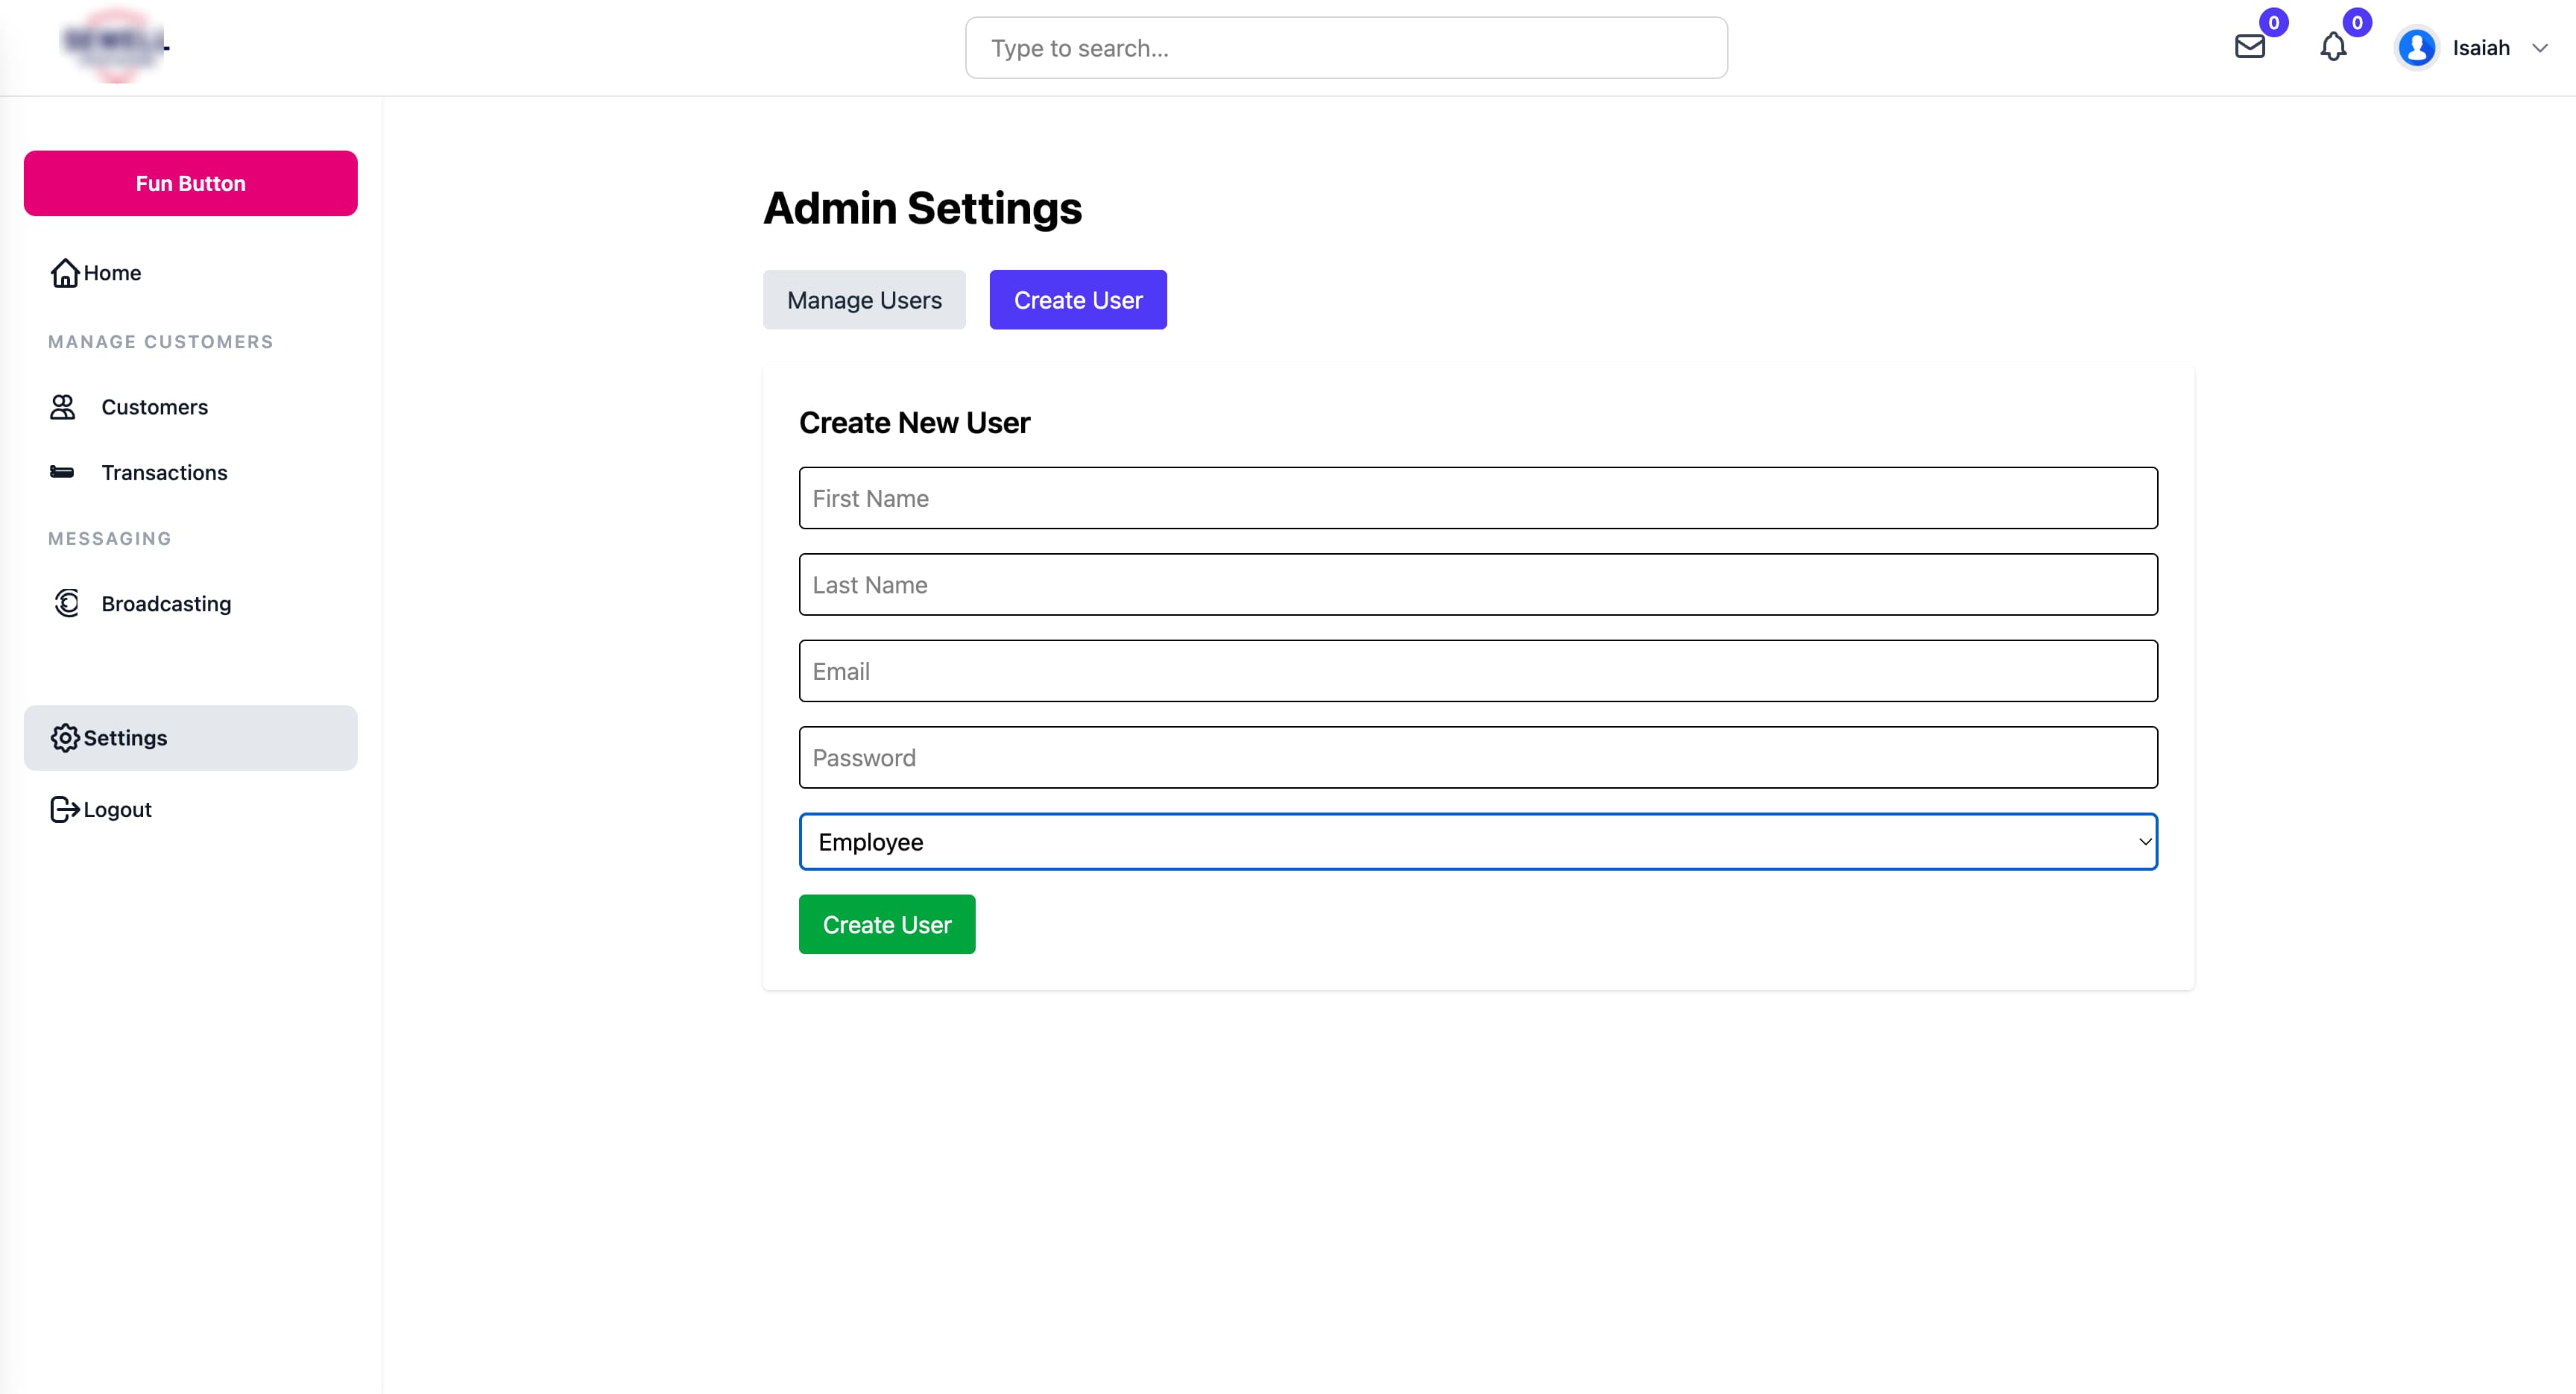 Type to search...
0
0
Isaiah
Fun Button
Home
MANAGE CUSTOMERS
Customers
Transactions
MESSAGING
Broadcasting
Settings
Logout
Admin Settings
Manage Users
Create User
Create New User
First Name
Last Name
Email
Password
Employee
Create User